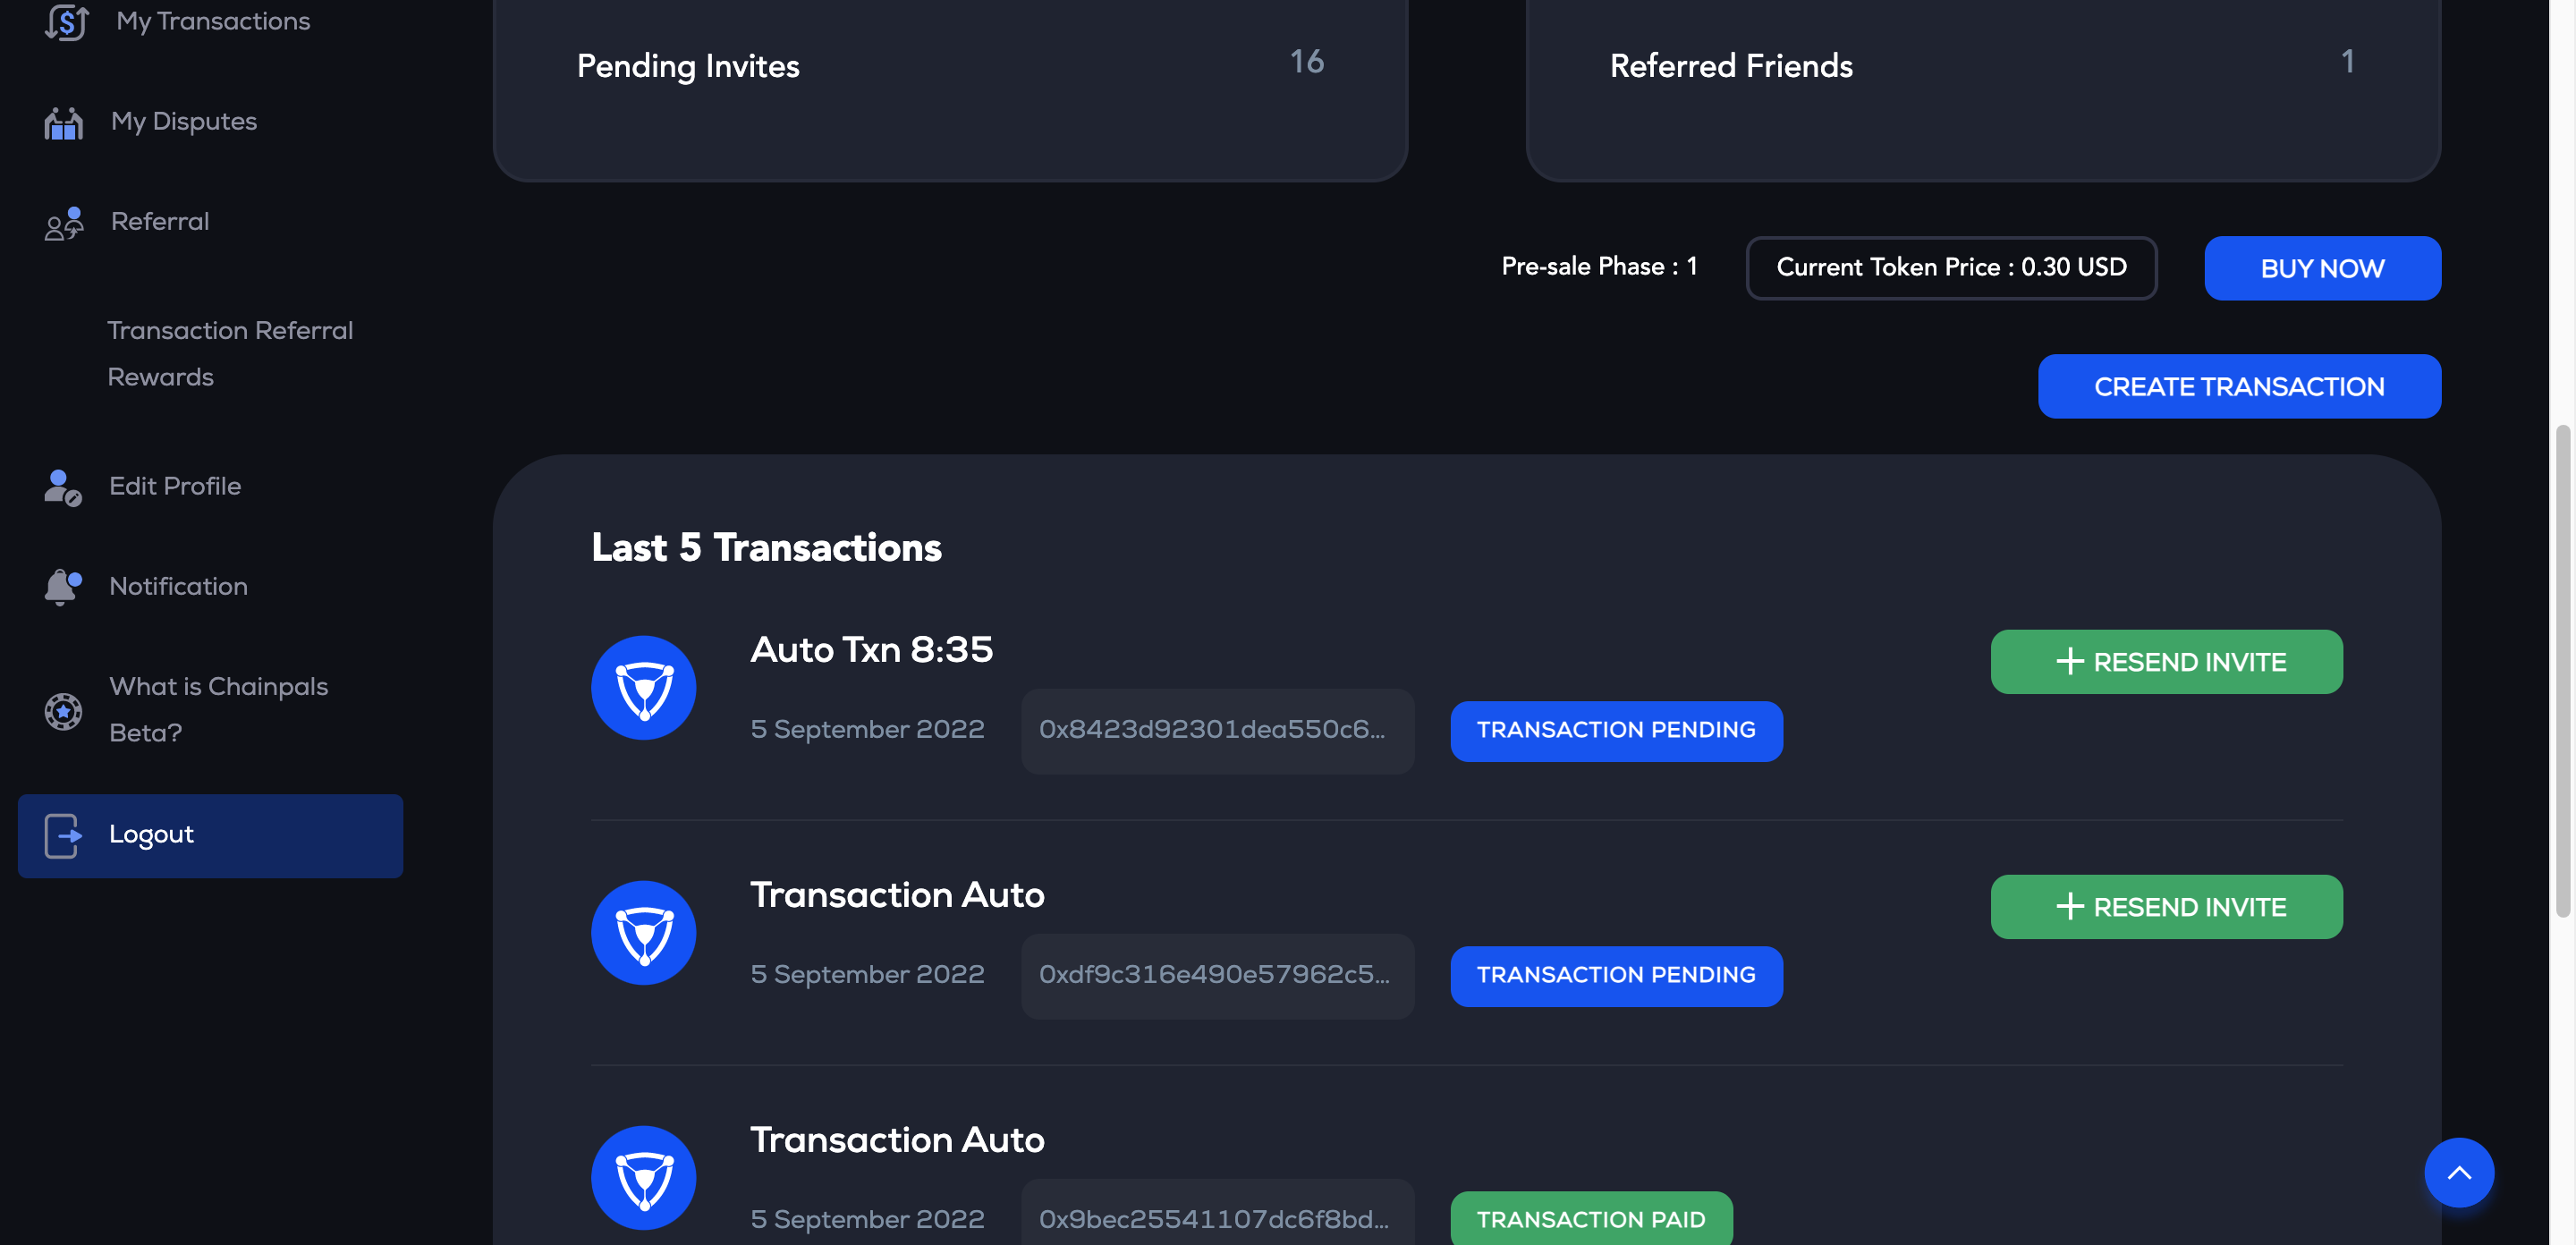 My Transactions
My Disputes
Referral
Transaction Referral
Rewards
Edit Profile
Notification
What is Chainpals
Beta?
Logout
Pending Invites 16
Referred Friends 1
Pre-sale Phase : 1
Current Token Price : 0.30 USD
BUY NOW
CREATE TRANSACTION
Last 5 Transactions
Auto Txn 8:35
+ RESEND INVITE
5 September 2022 0x8423d92301dea550c6... TRANSACTION PENDING
Transaction Auto
+ RESEND INVITE
5 September 2022 0xdf9c316e490e57962c5... TRANSACTION PENDING
Transaction Auto
5 September 2022 0x9bec25541107dc6f8bd... TRANSACTION PAID